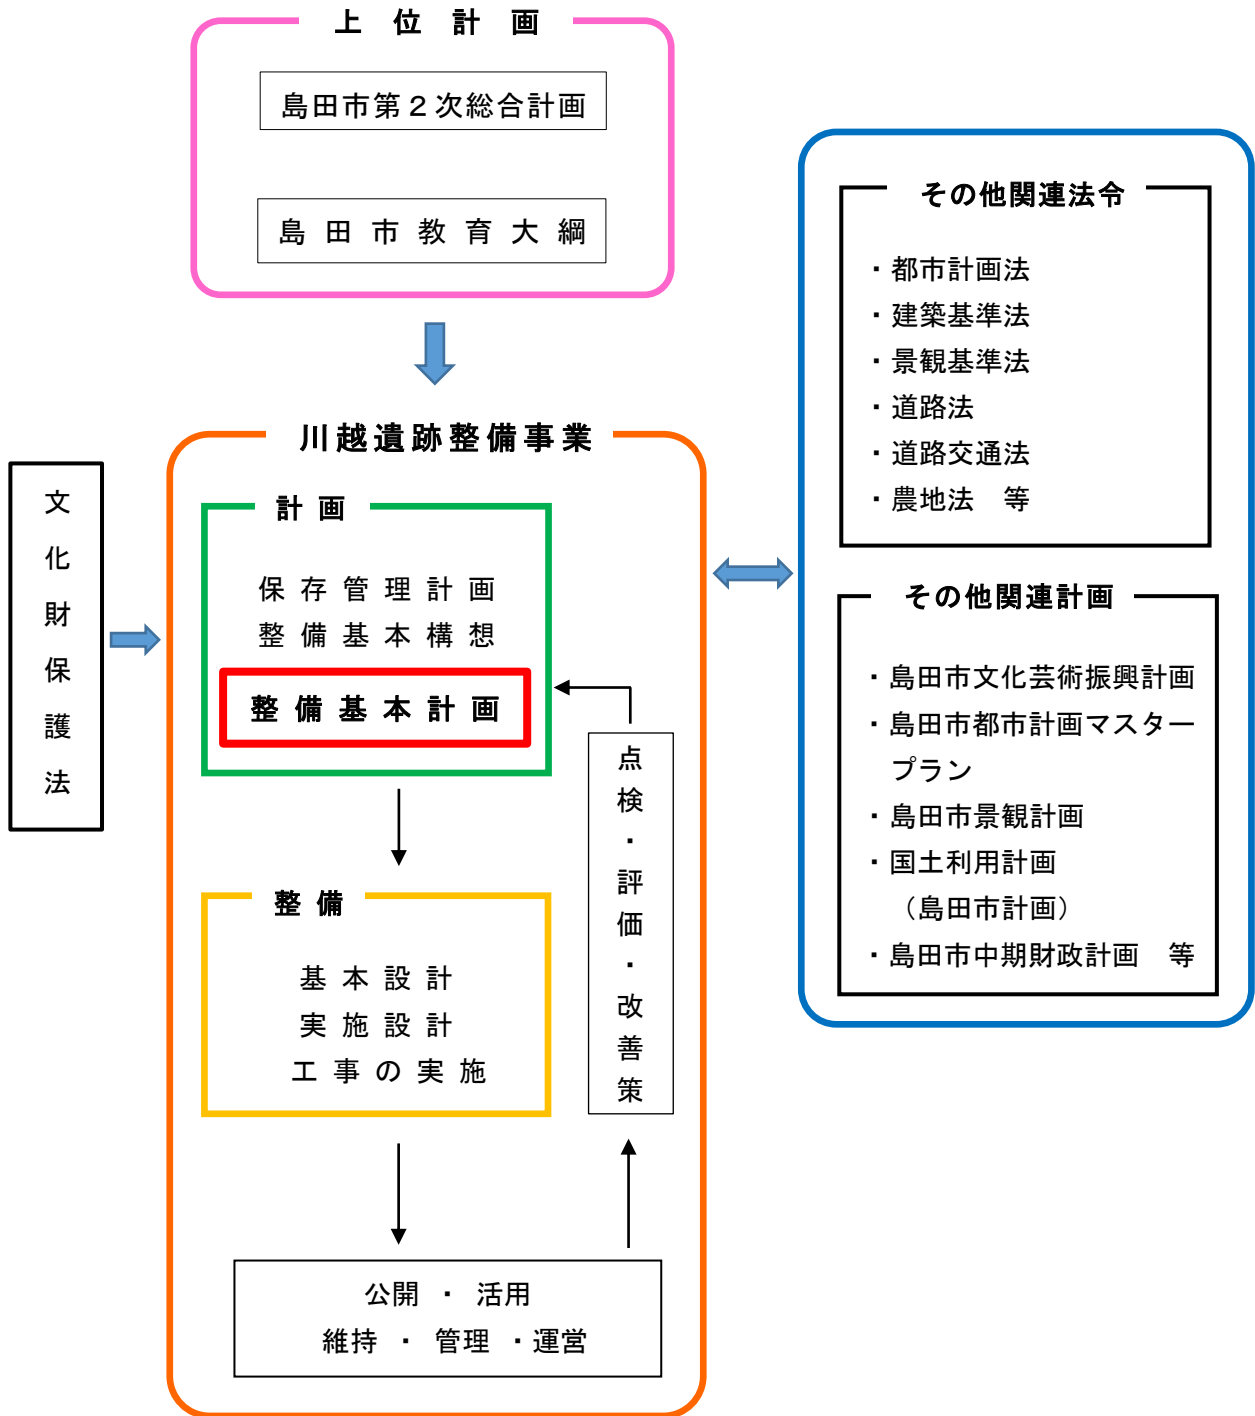 上位計画
島田市第２次総合計画
島田市教育大綱
川越遺跡整備事業
文化財保護法
計画
保存管理計画
整備基本構想
整備基本計画
点検・評価・改善策
整備
基本設計
実施設計
工事の実施
公開 ・ 活用
維持 ・ 管理 ・運営
その他関連法令
・都市計画法
・建築基準法
・景観基準法
・道路法
・道路交通法
・農地法　等
その他関連計画
・島田市文化芸術振興計画
・島田市都市計画マスター
プラン
・島田市景観計画
・国土利用計画
（島田市計画）
・島田市中期財政計画　等